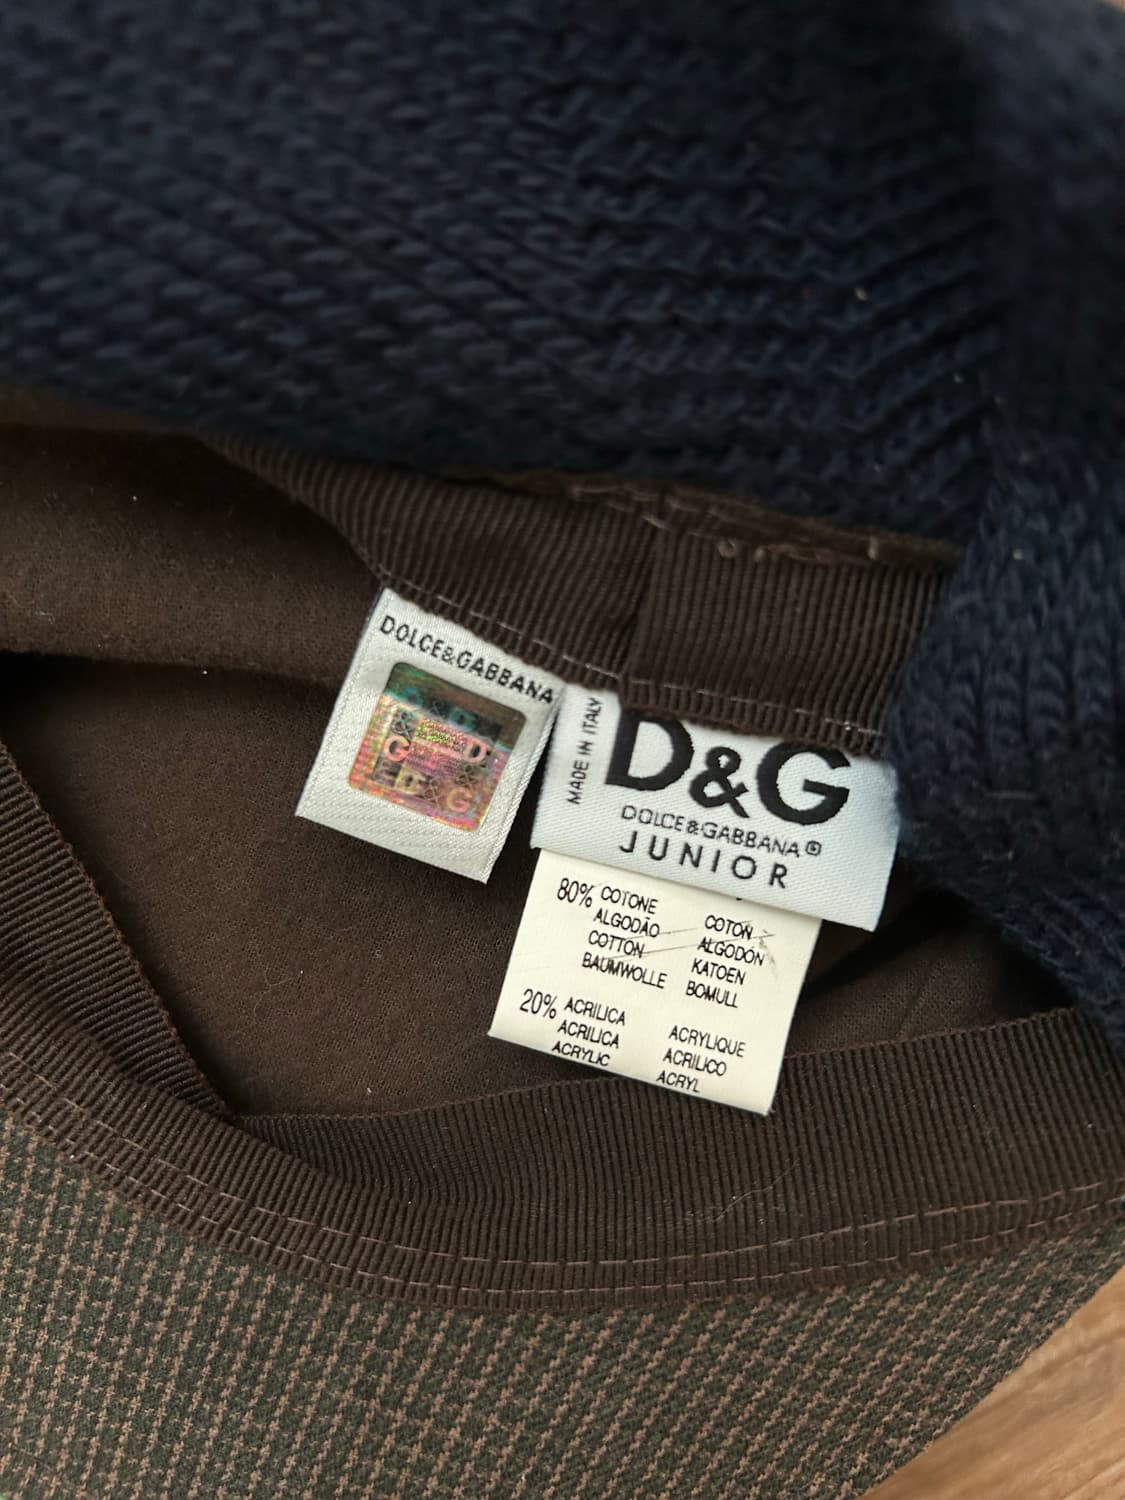 DOLCE&GABBANA
D
G
G
MADE IN ITALY
D&G
DOLCE&GABBANA®
JUNIOR
80% COTONE COTON
ALGODÃO ALGODON
COTTON KATOEN
BAUMWOLLE BOMULL
20% ACRILICA ACRYLIQUE
ACRILICA ACRILICO
ACRYLIC ACRYL